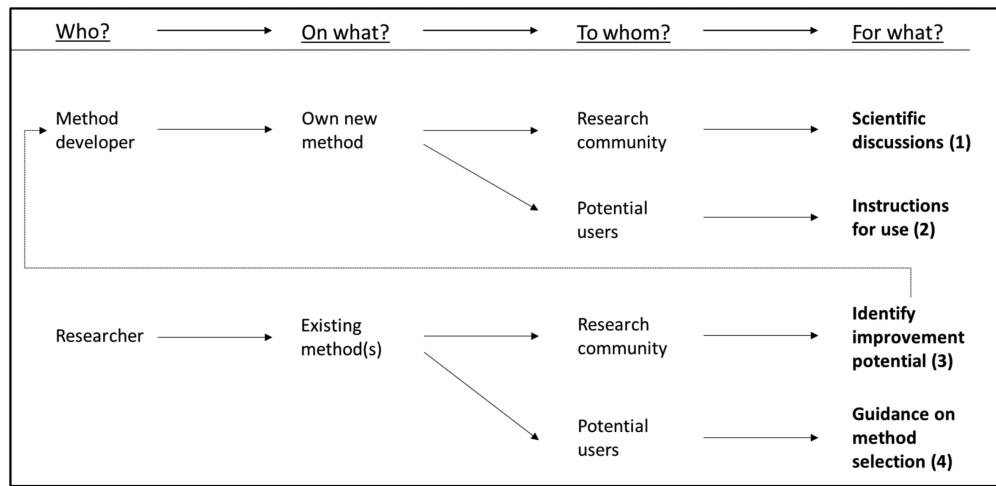 Who?
On what?
To whom?
For what?
Method
developer
Own new
method
Research
community
Scientific
discussions (1)
Potential
users
Instructions
for use (2)
Researcher
Existing
method(s)
Research
community
Identify
improvement
potential (3)
Potential
users
Guidance on
method
selection (4)